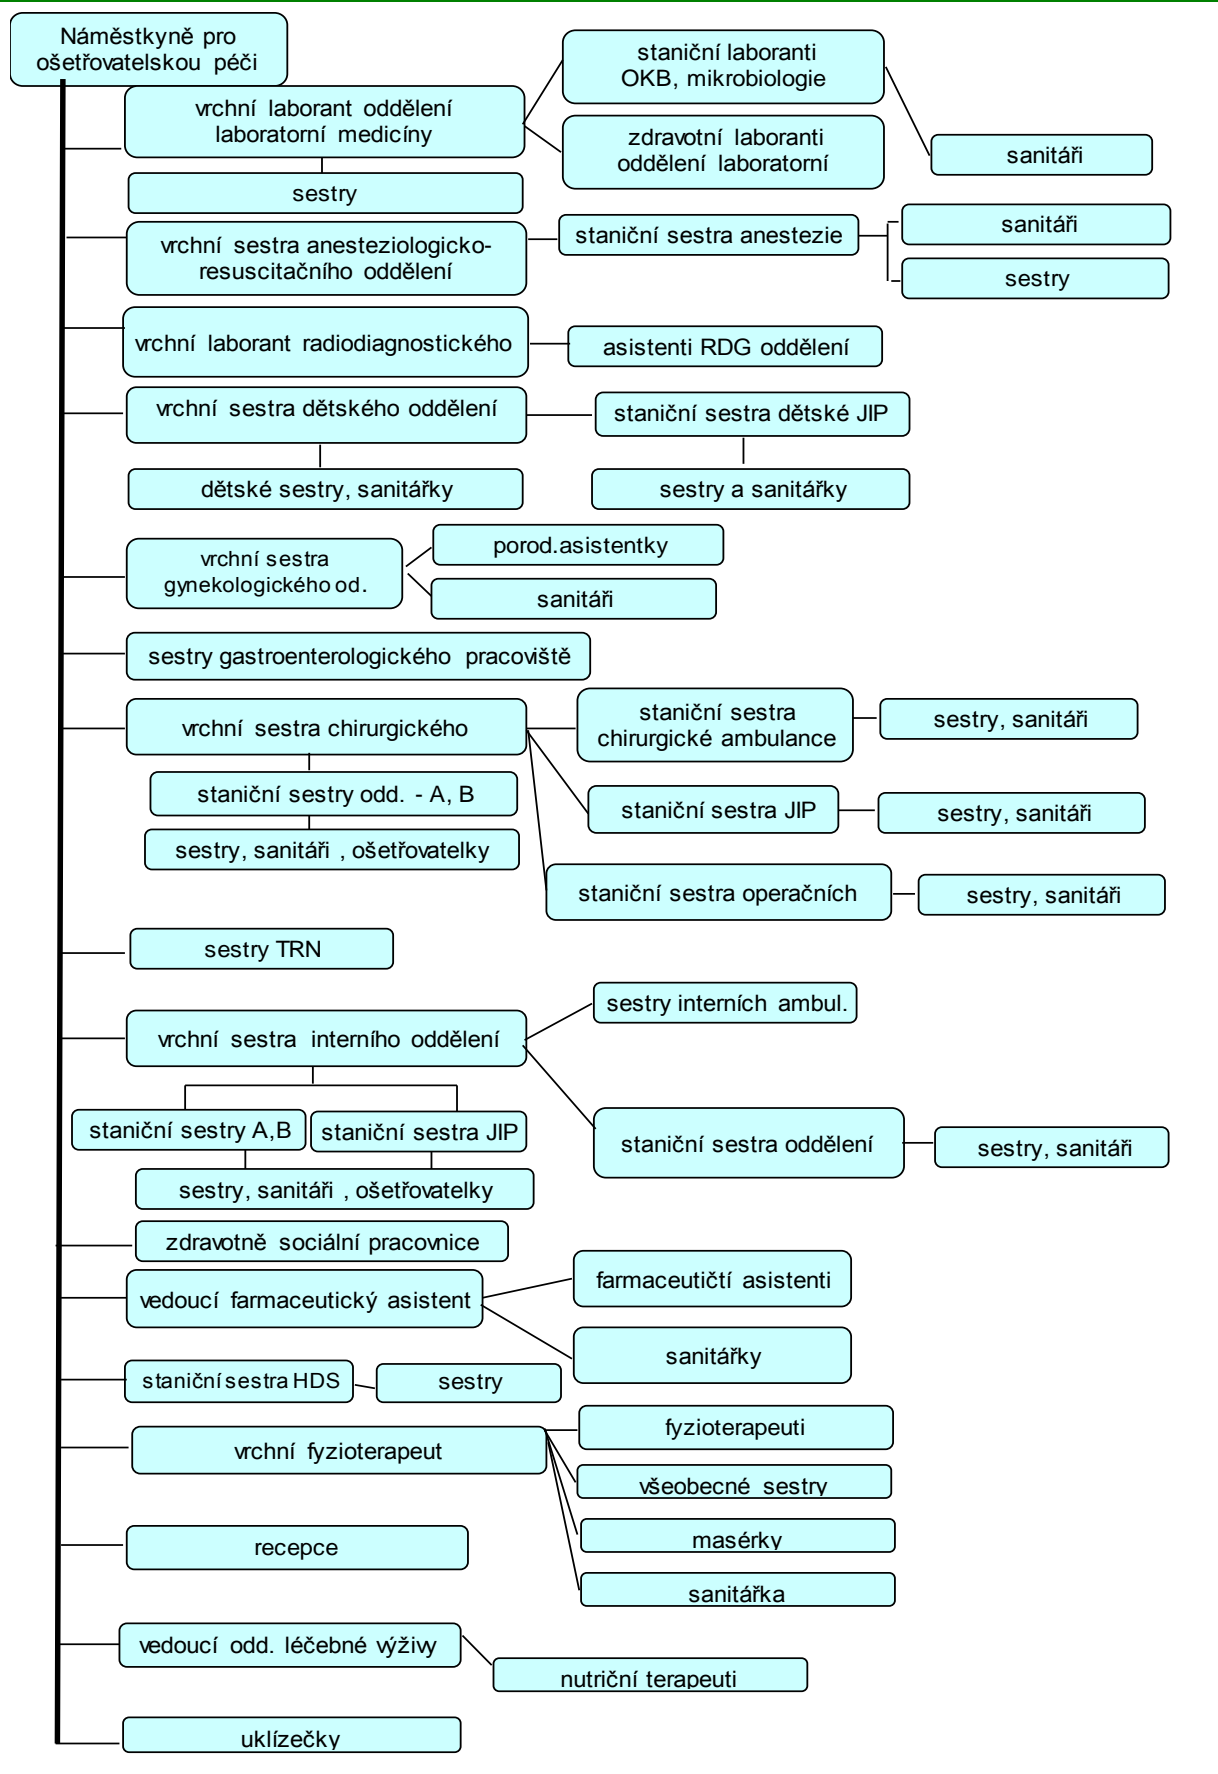 Náměstkyně pro
ošetřovatelskou péči
vrchní laborant oddělení
laboratorní medicíny
staniční laboranti
OKB, mikrobiologie
zdravotní laboranti
oddělení laboratorní
sanitáři
sestry
vrchní sestra anesteziologicko-
resuscitačního oddělení
staniční sestra anestezie
sanitáři
sestry
vrchní laborant radiodiagnostického
asistenti RDG oddělení
vrchní sestra dětského oddělení
staniční sestra dětské JIP
dětské sestry, sanitářky
sestry a sanitářky
vrchní sestra
gynekologického od.
porod.asistentky
sanitáři
sestry gastroenterologického pracoviště
vrchní sestra chirurgického
staniční sestra
chirurgické ambulance
sestry, sanitáři
staniční sestry odd. - A, B
staniční sestra JIP
sestry, sanitáři
sestry, sanitáři , ošetřovatelky
staniční sestra operačních
sestry, sanitáři
sestry TRN
sestry interních ambul.
vrchní sestra interního oddělení
staniční sestry A,B
staniční sestra JIP
staniční sestra oddělení
sestry, sanitáři
sestry, sanitáři , ošetřovatelky
zdravotně sociální pracovnice
vedoucí farmaceutický asistent
farmaceutičtí asistenti
sanitářky
staniční sestra HDS
sestry
vrchní fyzioterapeut
fyzioterapeuti
všeobecné sestry
masérky
sanitářka
recepce
vedoucí odd. léčebné výživy
nutriční terapeuti
uklízečky